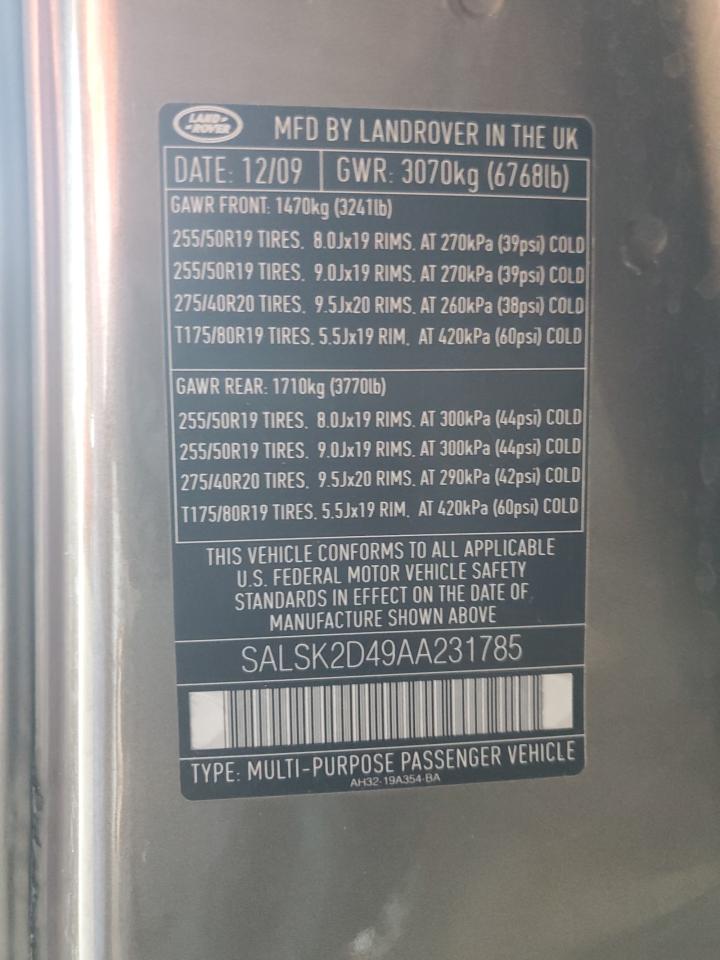 LAND
ROVER
MFD BY LANDROVER IN THE UK
DATE: 12/09 GWR: 3070kg (6768lb)
GAWR FRONT: 1470kg (3241lb)
255/50R19 TIRES. 8.0Jx19 RIMS. AT 270kPa (39psi) COLD
255/50R19 TIRES. 9.0Jx19 RIMS. AT 270kPa (39psi) COLD
275/40R20 TIRES. 9.5Jx20 RIMS. AT 260kPa (38psi) COLD
T175/80R19 TIRES. 5.5Jx19 RIM. AT 420kPa (60psi) COLD
GAWR REAR: 1710kg (3770lb)
255/50R19 TIRES. 8.0Jx19 RIMS. AT 300kPa (44psi) COLD
255/50R19 TIRES. 9.0Jx19 RIMS. AT 300kPa (44psi) COLD
275/40R20 TIRES. 9.5Jx20 RIMS. AT 290kPa (42psi) COLD
T175/80R19 TIRES. 5.5Jx19 RIM. AT 420kPa (60psi) COLD
THIS VEHICLE CONFORMS TO ALL APPLICABLE
U.S. FEDERAL MOTOR VEHICLE SAFETY
STANDARDS IN EFFECT ON THE DATE OF
MANUFACTURE SHOWN ABOVE
SALSK2D49AA231785
TYPE: MULTI-PURPOSE PASSENGER VEHICLE
AH32-19A354-BA